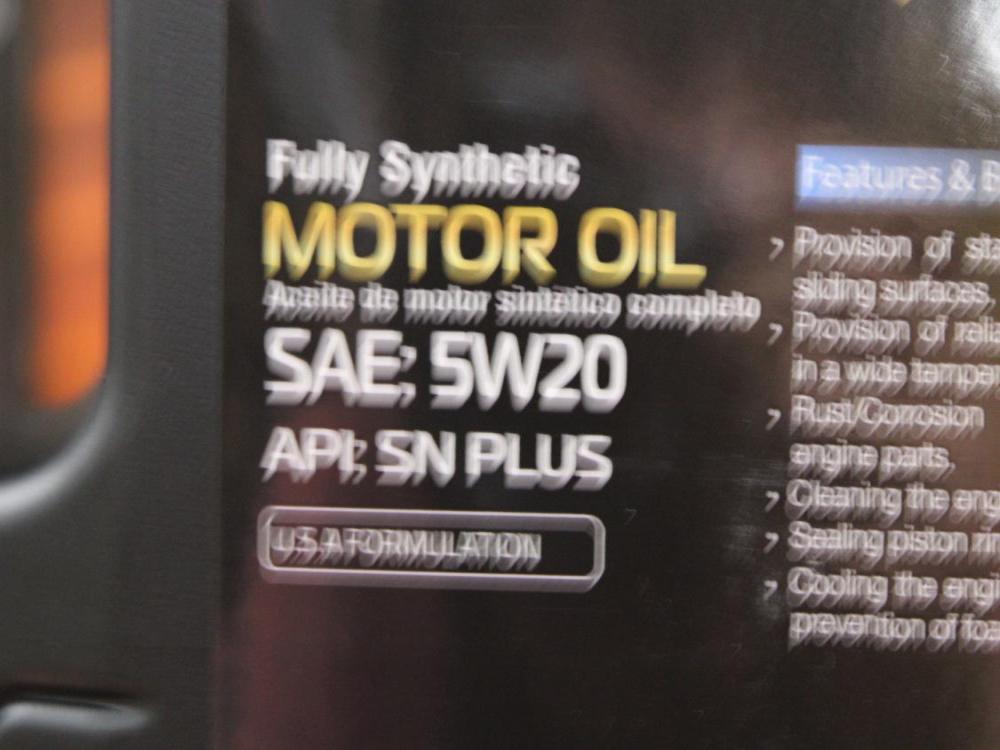 Fully Synthetic
MOTOR OIL
Aceite de motor sintético completo
SAE: 5W20
API: SN PLUS
U.S.A FORMULATION
Features & B
Provision of sta
sliding surfaces,
Provision of relia
in a wide temper
Rust/Corrosion
engine parts.
Cleaning the eng
Sealing piston rin
Cooling the engi
prevention of foa